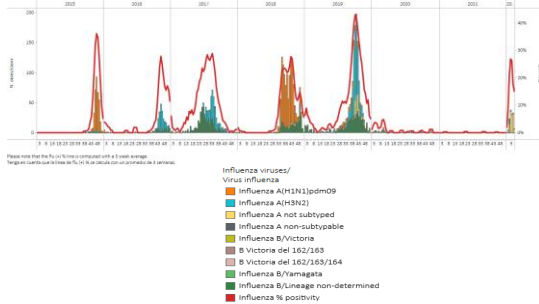 2015 2016 2017 2018 2019 2020 2021
200
150
100
50
0
40%
30%
20%
10%
0%
N detections
Please note that the flu (+) % line is computed with a 3 week average.
Tenga en cuenta que la línea de flu (+) % se calcula con un promedio de 3 semanas.
Influenza viruses/
Virus influenza
Influenza A(H1N1)pdm09
Influenza A(H3N2)
Influenza A not subtyped
Influenza A non-subtypable
Influenza B/Victoria
B Victoria del 162/163
B Victoria del 162/163/164
Influenza B/Yamagata
Influenza B/Lineage non-determined
Influenza % positivity